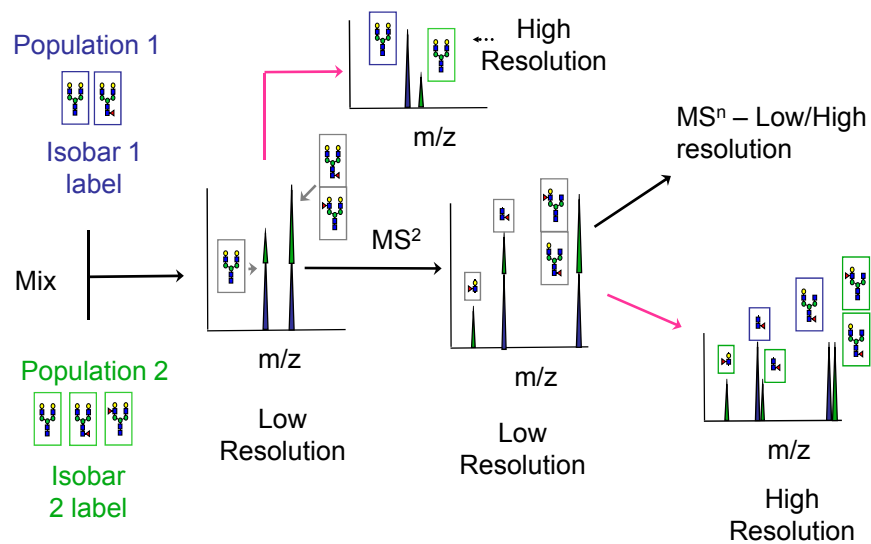 Population 1
Isobar 1
label
Mix
Population 2
Isobar
2 label
High
Resolution
m/z
m/z
Low
Resolution
MS²
m/z
Low
Resolution
MSⁿ – Low/High
resolution
m/z
High
Resolution